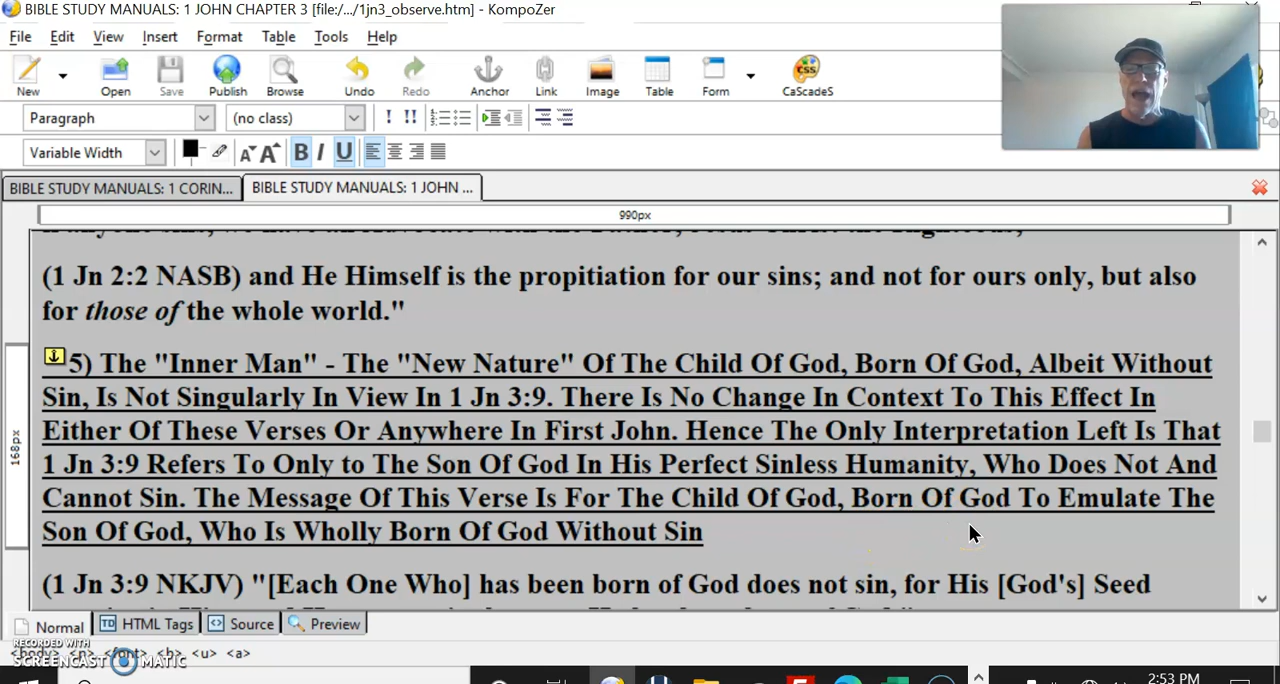 BIBLE STUDY MANUALS: 1 JOHN CHAPTER 3 [file:/.../1jn3_observe.htm] - KompoZer
File Edit View Insert Format Table Tools Help
New Open Save Publish Browse Undo Redo Anchor Link Image Table Form CaScadeS
Paragraph (no class) ! !!
Variable Width A A B I U
BIBLE STUDY MANUALS: 1 CORIN... BIBLE STUDY MANUALS: 1 JOHN ...
990px
(1 Jn 2:2 NASB) and He Himself is the propitiation for our sins; and not for ours only, but also
for those of the whole world."
5) The "Inner Man" - The "New Nature" Of The Child Of God, Born Of God, Albeit Without
Sin, Is Not Singularly In View In 1 Jn 3:9. There Is No Change In Context To This Effect In
Either Of These Verses Or Anywhere In First John. Hence The Only Interpretation Left Is That
1 Jn 3:9 Refers To Only to The Son Of God In His Perfect Sinless Humanity, Who Does Not And
Cannot Sin. The Message Of This Verse Is For The Child Of God, Born Of God To Emulate The
Son Of God, Who Is Wholly Born Of God Without Sin
168px
(1 Jn 3:9 NKJV) "[Each One Who] has been born of God does not sin, for His [God's] Seed
Normal TD HTML Tags <> Source Preview
RECORDED WITH
<body> <p> <font> <b> <u> <a>
SCREENCAST MATIC
2:53 PM